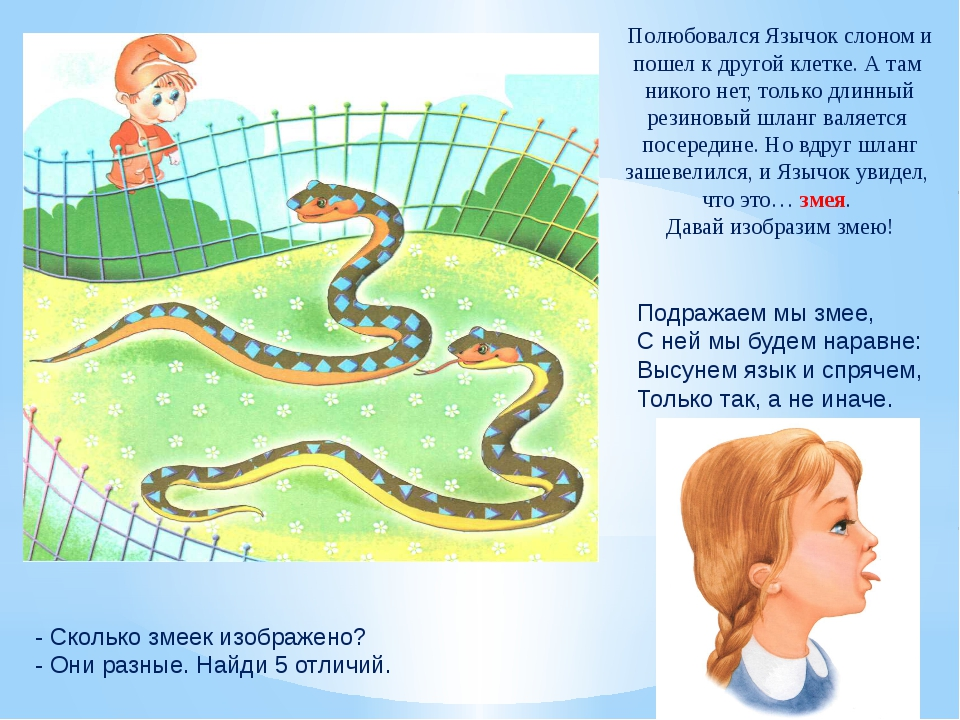 Полюбовался Язычок слоном и
пошел к другой клетке. А там
никого нет, только длинный
резиновый шланг валяется
посередине. Но вдруг шланг
зашевелился, и Язычок увидел,
что это… змея.
Давай изобразим змею!
Подражаем мы змее,
С ней мы будем наравне:
Высунем язык и спрячем,
Только так, а не иначе.
- Сколько змеек изображено?
- Они разные. Найди 5 отличий.